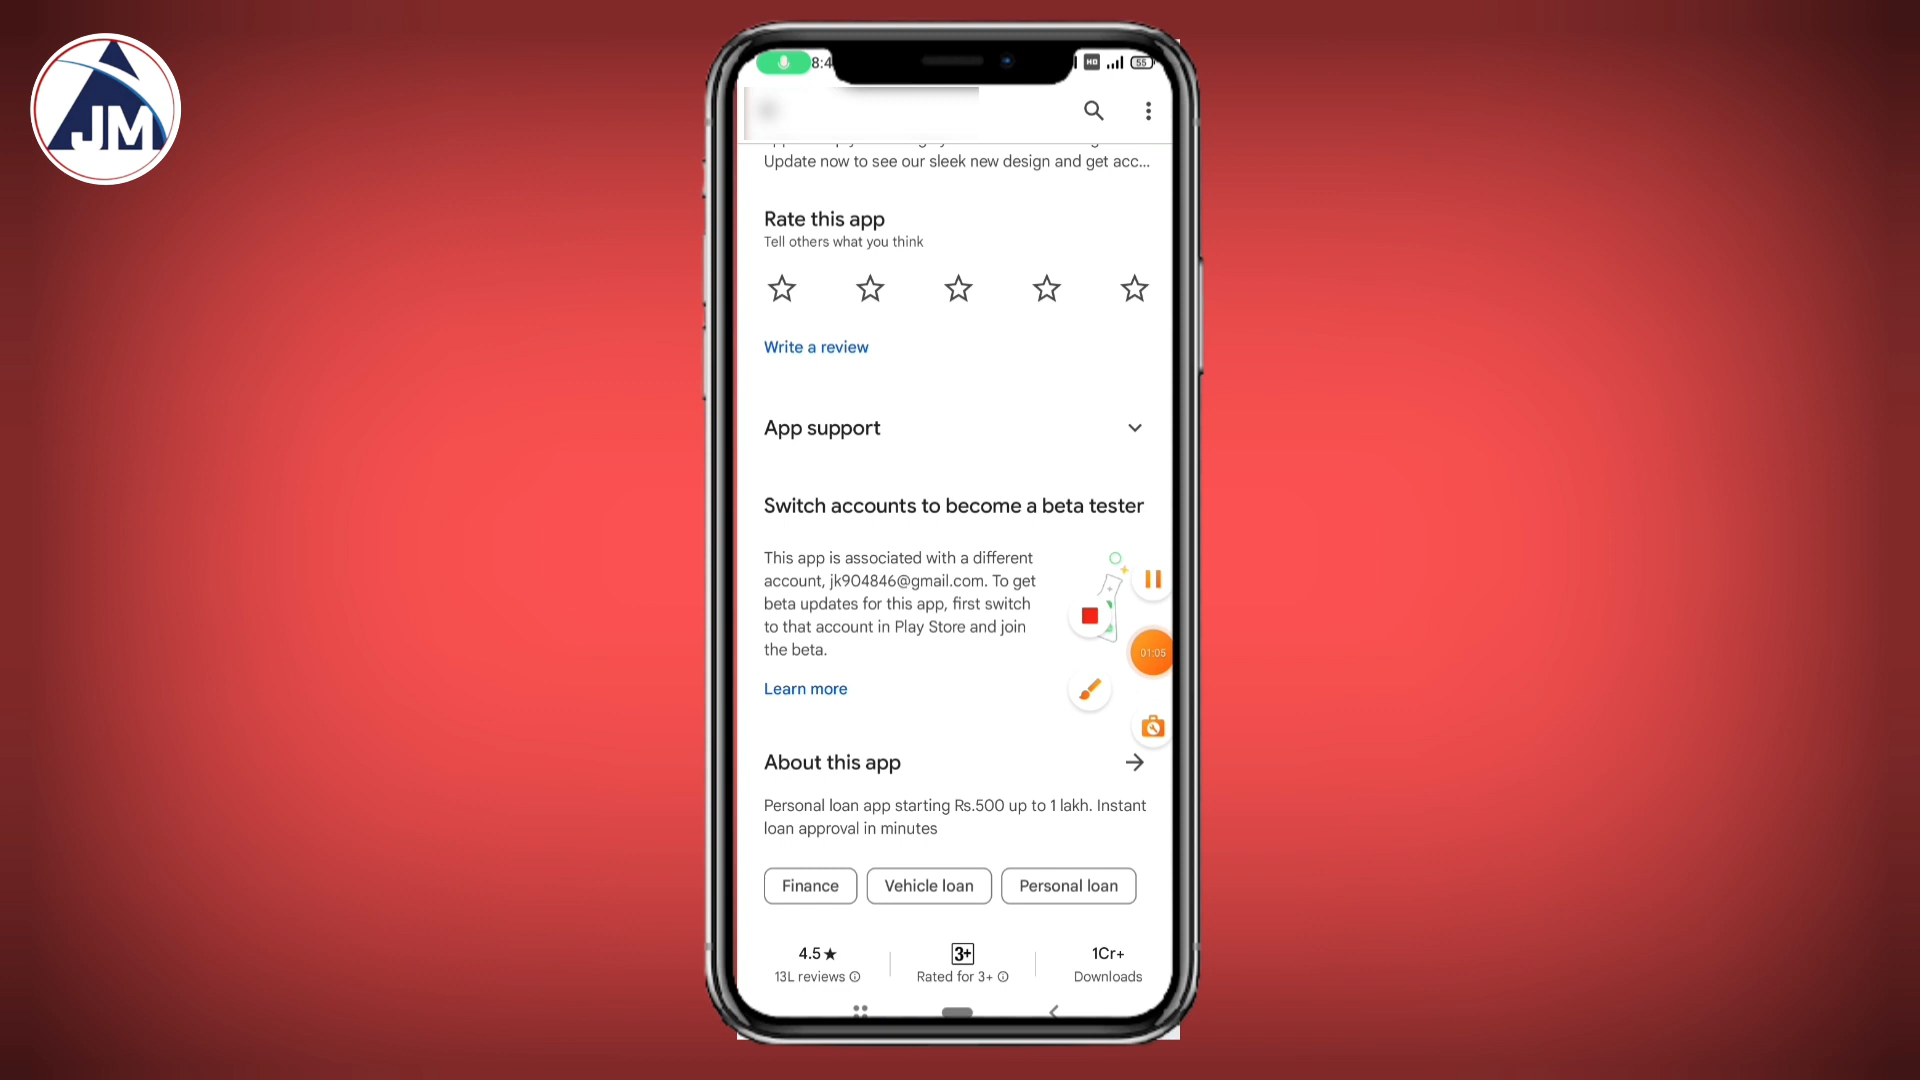 JM
8:4
HD
55
Update now to see our sleek new design and get acc...
Rate this app
Tell others what you think
Write a review
App support
Switch accounts to become a beta tester
This app is associated with a different
account, jk904846@gmail.com. To get
beta updates for this app, first switch
to that account in Play Store and join
the beta.
01:05
Learn more
About this app
Personal loan app starting Rs.500 up to 1 lakh. Instant
loan approval in minutes
Finance
Vehicle loan
Personal loan
4.5★
3+
1Cr+
13L reviews
Rated for 3+
Downloads